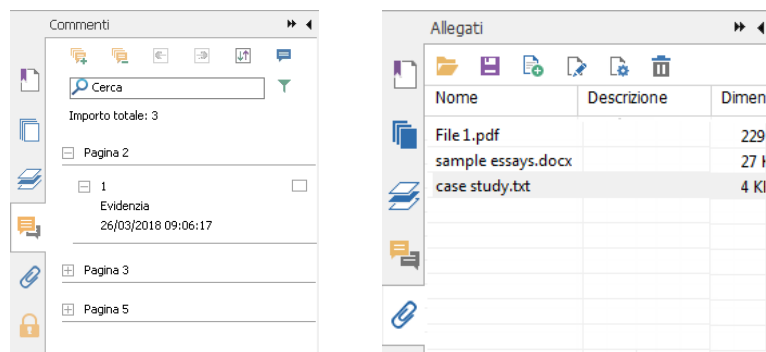 Commenti
Cerca
Importo totale: 3
Pagina 2
1
Evidenzia
26/03/2018 09:06:17
Pagina 3
Pagina 5
Allegati
Nome Descrizione Dimen
File 1.pdf 229
sample essays.docx 27
case study.txt 4 KI